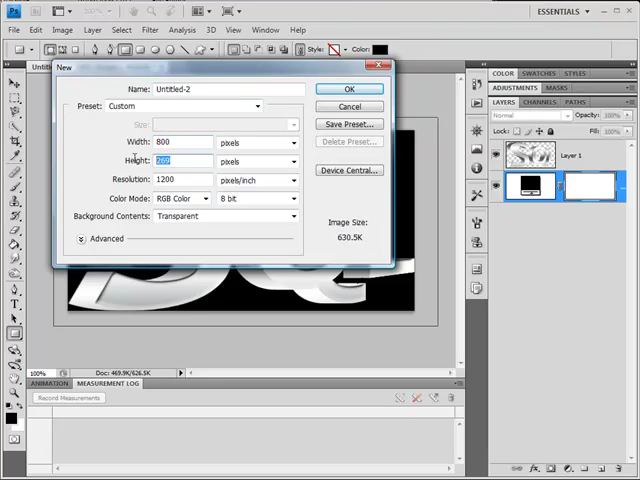 Ps
200%
ESSENTIALS
File
Edit
Image
Layer
Select
Filter
Analysis
3D
View
Window
Help
Style:
Color:
New
Name: Untitled-2
OK
Preset: Custom
Cancel
Size:
Save Preset...
Width: 800 pixels
Delete Preset...
Height: 269 pixels
Resolution: 1200 pixels/inch
Device Central...
Color Mode: RGB Color 8 bit
Background Contents: Transparent
Image Size:
630.5K
Advanced
COLOR SWATCHES STYLES
ADJUSTMENTS MASKS
LAYERS CHANNELS PATHS
Normal Opacity:
Lock: Fill:
Layer 1
100% Doc: 469.9K/626.5K
ANIMATION MEASUREMENT LOG
Record Measurements